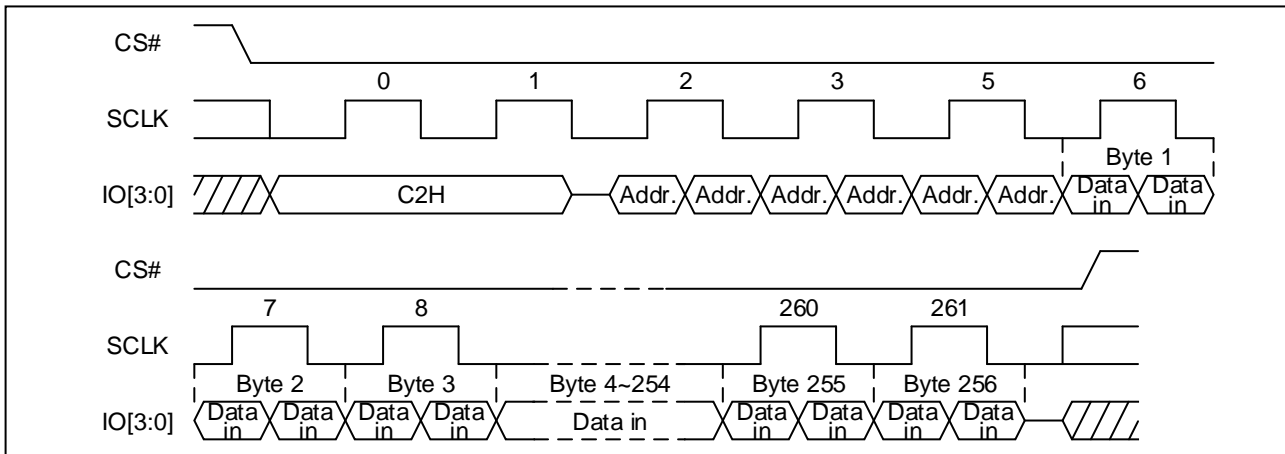 CS#
0 1 2 3 5 6
SCLK
Byte 1
IO[3:0] C2H Addr. Addr. Addr. Addr. Addr. Addr. Data in Data in
CS#
7 8 260 261
SCLK
Byte 2 Byte 3 Byte 4~254 Byte 255 Byte 256
IO[3:0] Data in Data in Data in Data in Data in Data in Data in Data in Data in